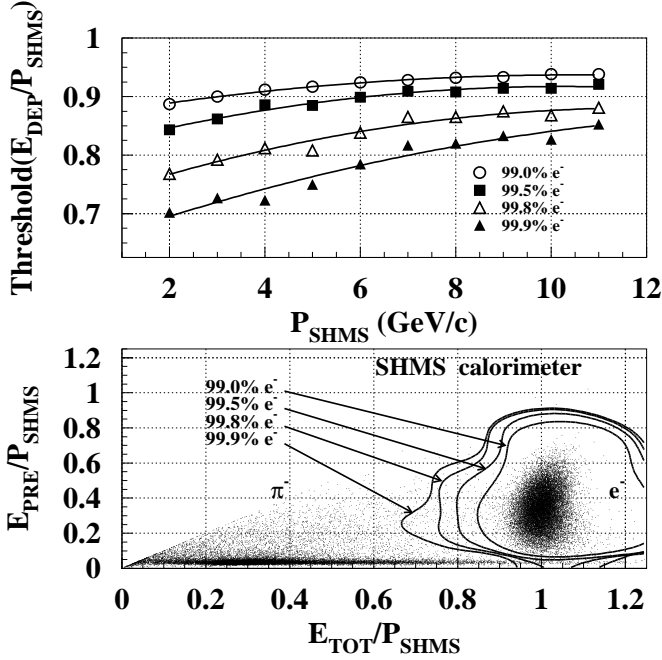 Threshold(E_DEP/P_SHMS)
1
0.9
0.8
0.7
99.0% e⁻
99.5% e⁻
99.8% e⁻
99.9% e⁻
2 4 6 8 10 12
P_SHMS (GeV/c)
E_PRE/P_SHMS
1.2
1
0.8
0.6
0.4
0.2
0
SHMS calorimeter
99.0% e⁻
99.5% e⁻
99.8% e⁻
99.9% e⁻
π⁻
e⁻
0 0.2 0.4 0.6 0.8 1 1.2
E_TOT/P_SHMS